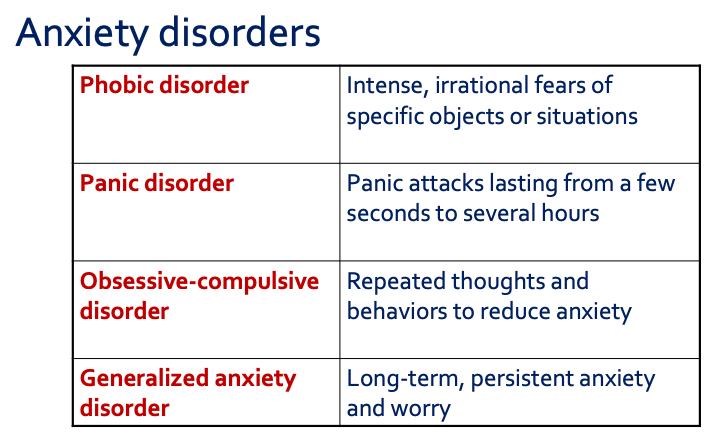 Anxiety disorders
Phobic disorder
Intense, irrational fears of
specific objects or situations
Panic disorder
Panic attacks lasting from a few
seconds to several hours
Obsessive-compulsive
disorder
Repeated thoughts and
behaviors to reduce anxiety
Generalized anxiety
disorder
Long-term, persistent anxiety
and worry